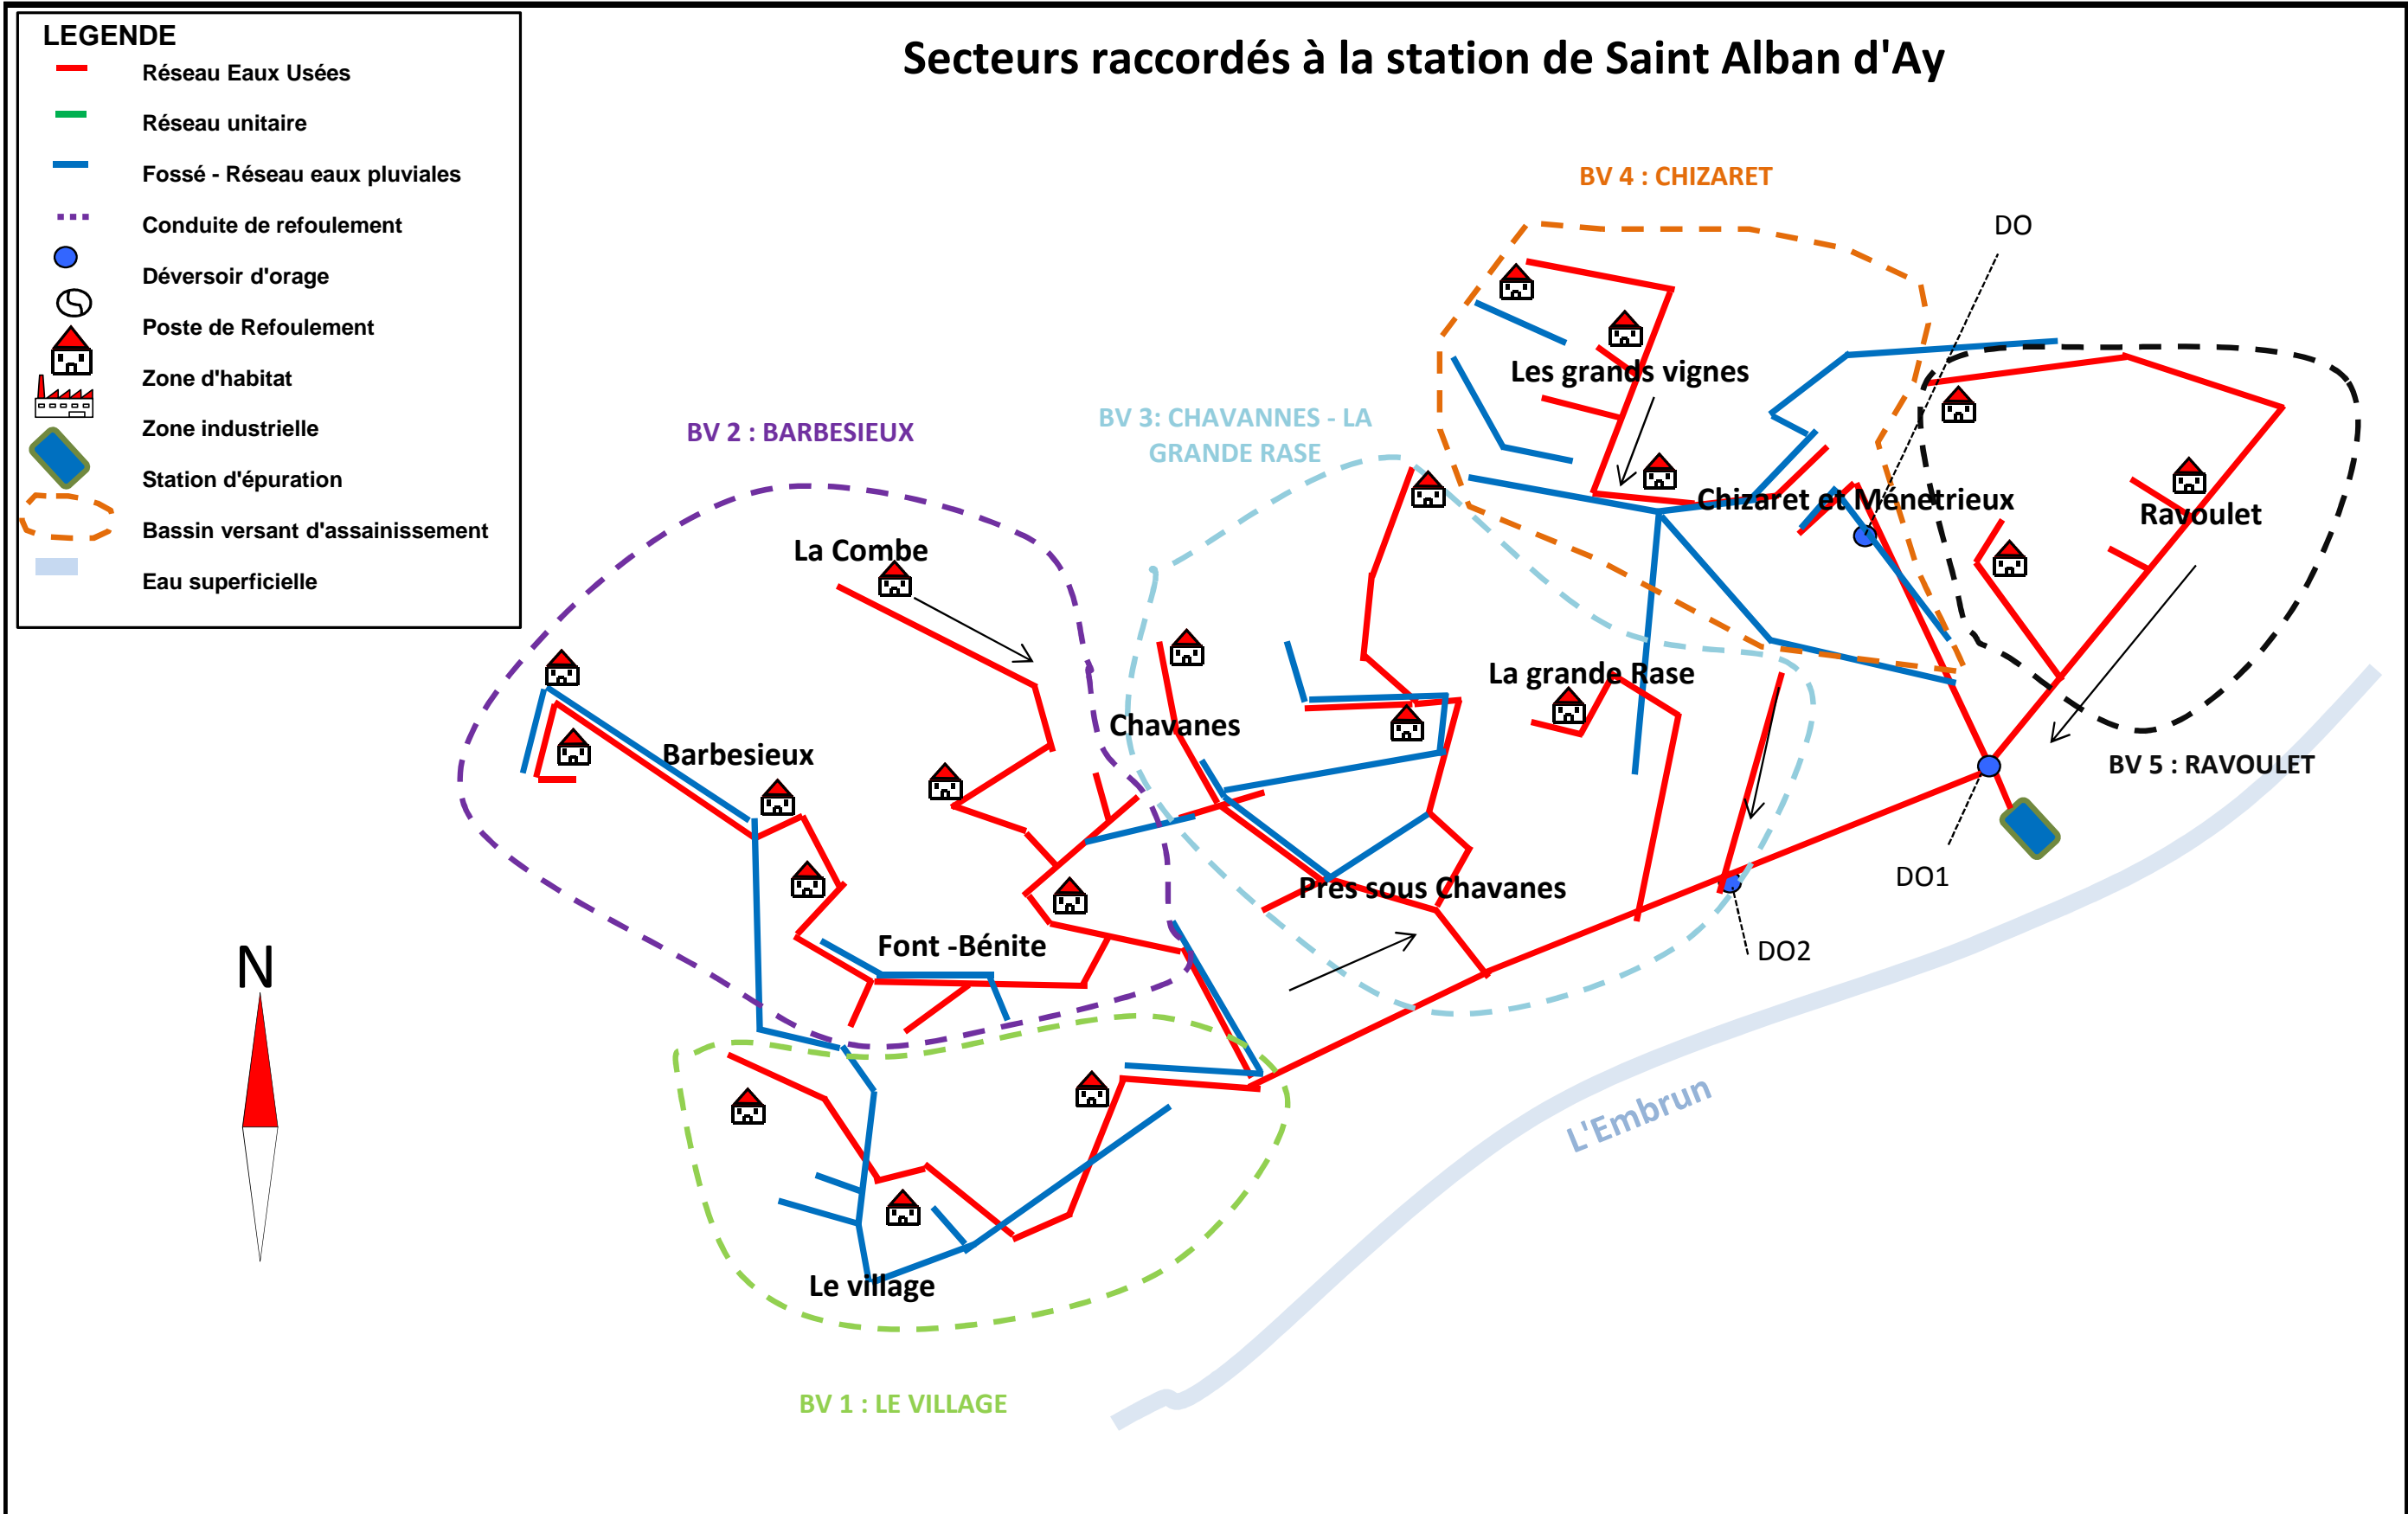 LEGENDE
Réseau Eaux Usées
Réseau unitaire
Fossé - Réseau eaux pluviales
Conduite de refoulement
Déversoir d'orage
Poste de Refoulement
Zone d'habitat
Zone industrielle
Station d'épuration
Bassin versant d'assainissement
Eau superficielle
Secteurs raccordés à la station de Saint Alban d'Ay
BV 4 : CHIZARET
DO
Les grands vignes
BV 3: CHAVANNES - LA
GRANDE RASE
BV 2 : BARBESIEUX
Chizaret et Ménetrieux
Ravoulet
La Combe
La grande Rase
Chavanes
Barbesieux
BV 5 : RAVOULET
DO1
Pres sous Chavanes
Font -Bénite
DO2
N
L'Embrun
Le village
BV 1 : LE VILLAGE